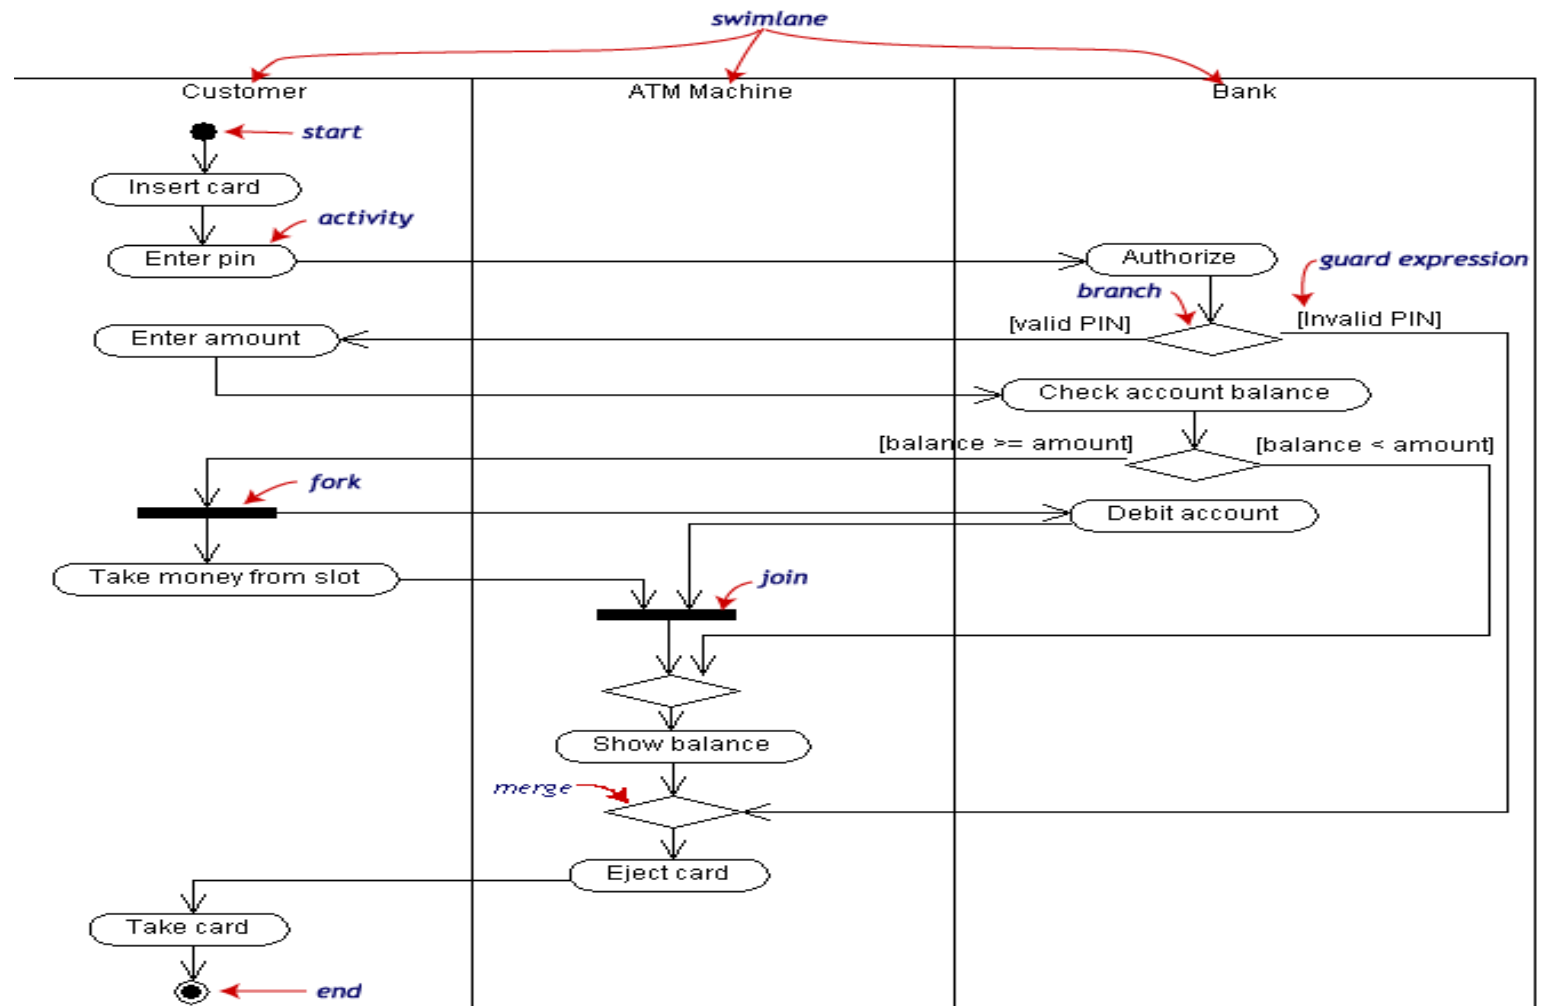 swimlane
Customer
ATM Machine
Bank
start
Insert card
activity
Enter pin
Authorize
guard expression
branch
[valid PIN]
[Invalid PIN]
Enter amount
Check account balance
[balance >= amount]
[balance < amount]
fork
Debit account
Take money from slot
join
Show balance
merge
Eject card
Take card
end